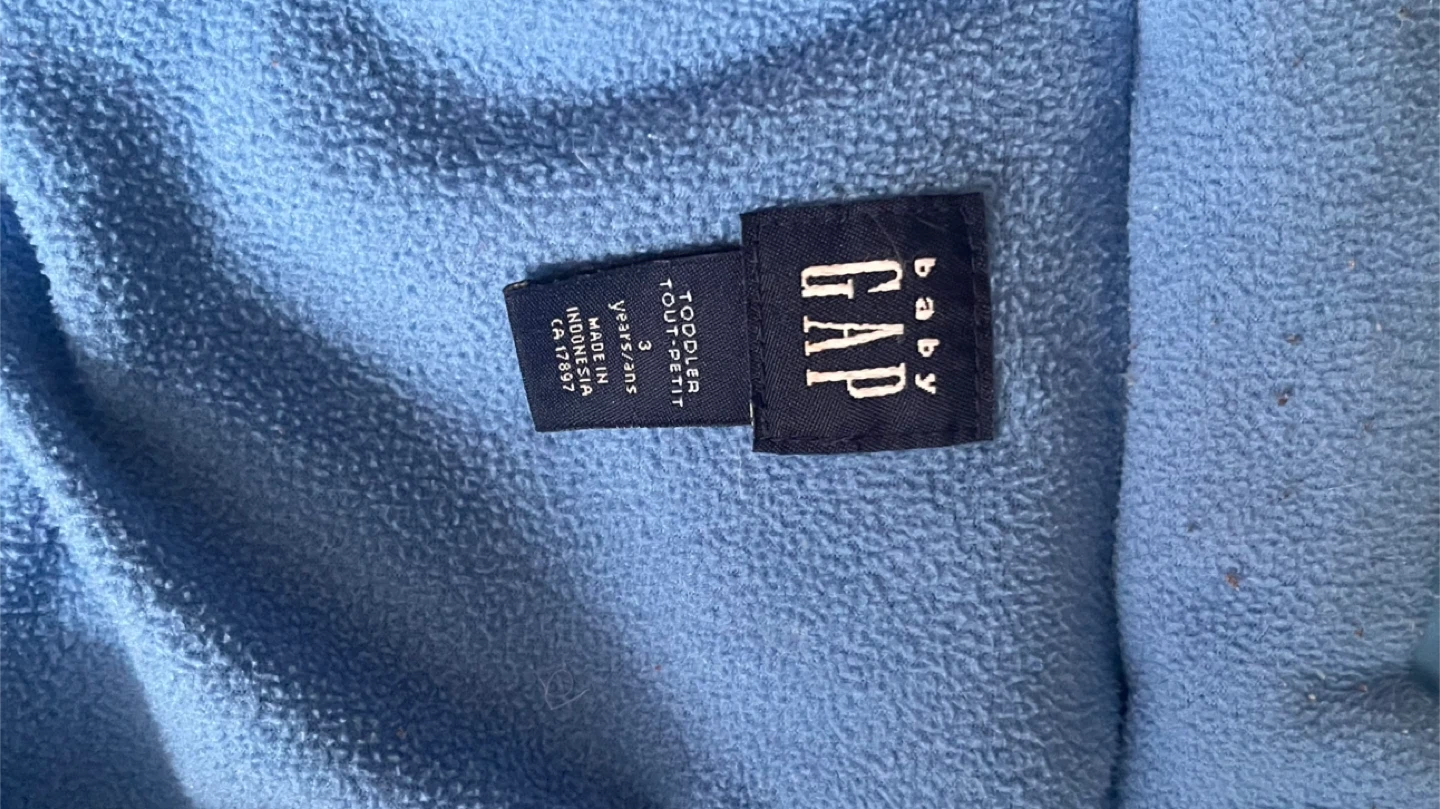 baby
GAP
TODDLER
TOUT-PETIT
3
years/ans
MADE IN
INDONESIA
CA 17897